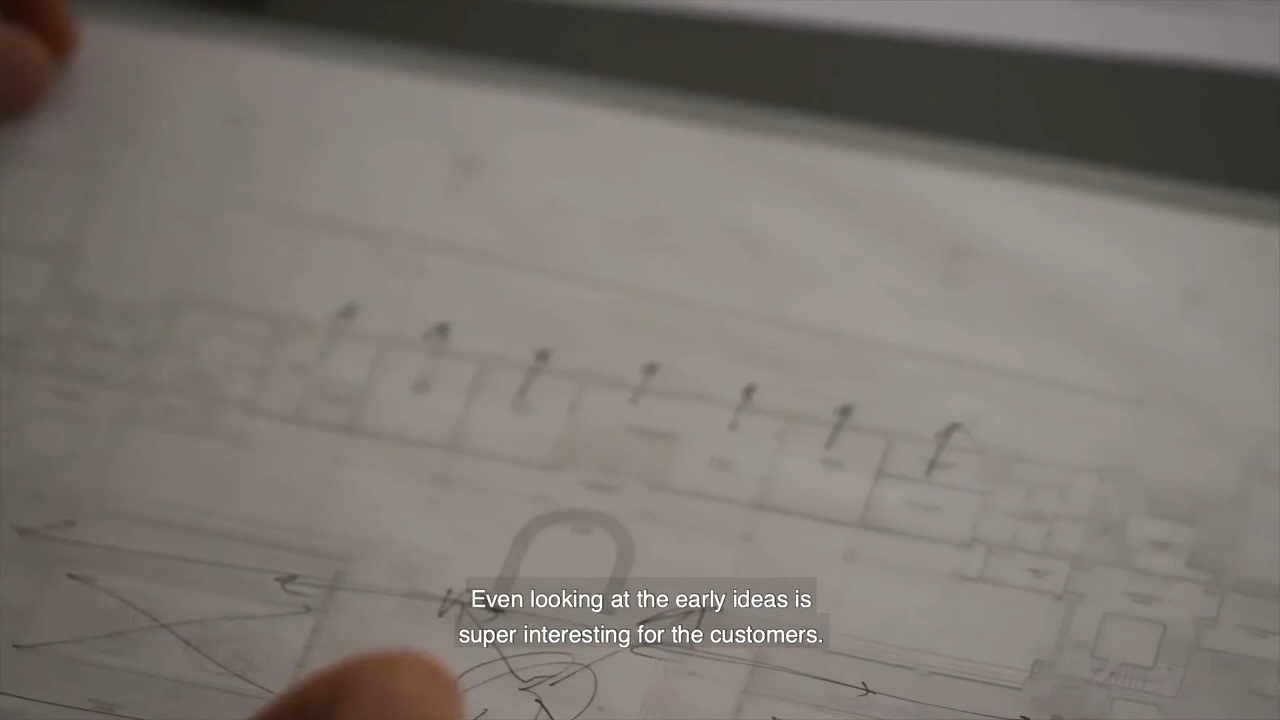 Even looking at the early ideas is
super interesting for the customers.